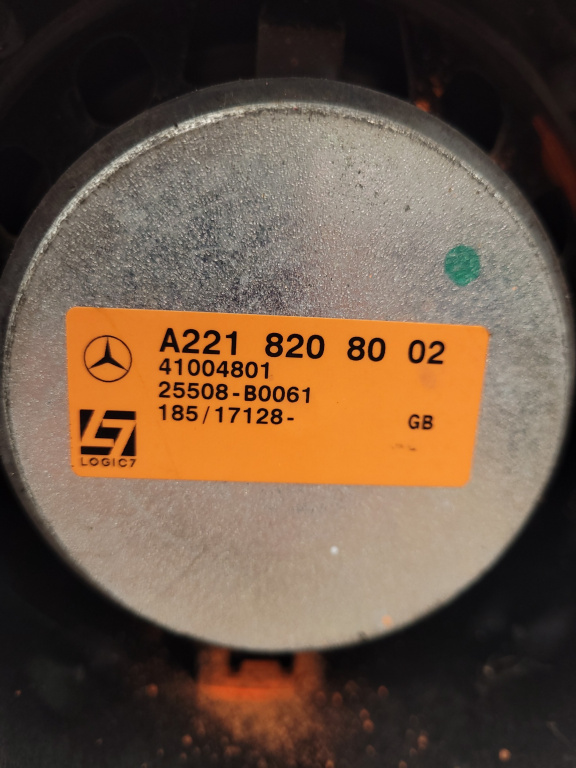 A221 820 80 02
41004801
25508-B0061
185/17128- GB
LOGIC7